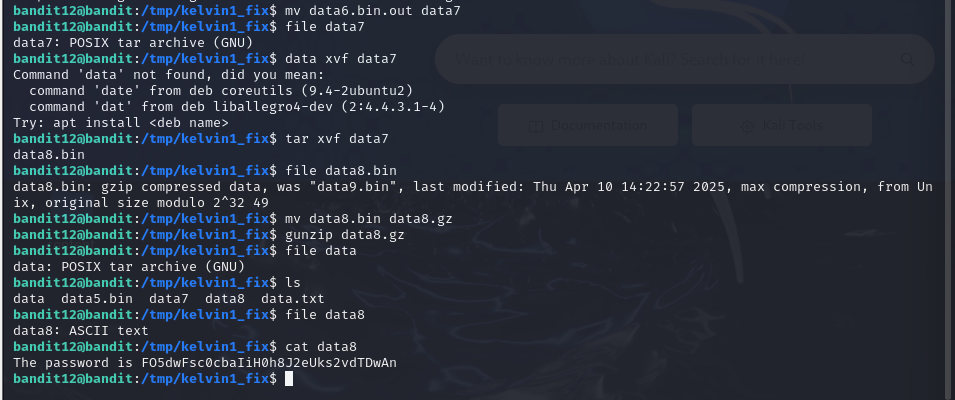 bandit12@bandit:/tmp/kelvin1_fix$ mv data6.bin.out data7
bandit12@bandit:/tmp/kelvin1_fix$ file data7
data7: POSIX tar archive (GNU)
bandit12@bandit:/tmp/kelvin1_fix$ data xvf data7
Command 'data' not found, did you mean:
  command 'date' from deb coreutils (9.4-2ubuntu2)
  command 'dat' from deb liballegro4-dev (2:4.4.3.1-4)
Try: apt install <deb name>
bandit12@bandit:/tmp/kelvin1_fix$ tar xvf data7
data8.bin
bandit12@bandit:/tmp/kelvin1_fix$ file data8.bin
data8.bin: gzip compressed data, was "data9.bin", last modified: Thu Apr 10 14:22:57 2025, max compression, from Un
ix, original size modulo 2^32 49
bandit12@bandit:/tmp/kelvin1_fix$ mv data8.bin data8.gz
bandit12@bandit:/tmp/kelvin1_fix$ gunzip data8.gz
bandit12@bandit:/tmp/kelvin1_fix$ file data
data: POSIX tar archive (GNU)
bandit12@bandit:/tmp/kelvin1_fix$ ls
data  data5.bin  data7  data8  data.txt
bandit12@bandit:/tmp/kelvin1_fix$ file data8
data8: ASCII text
bandit12@bandit:/tmp/kelvin1_fix$ cat data8
The password is FO5dwFsc0cbaIiH0h8J2eUks2vdTDwAn
bandit12@bandit:/tmp/kelvin1_fix$
Documentation
Kali Tools